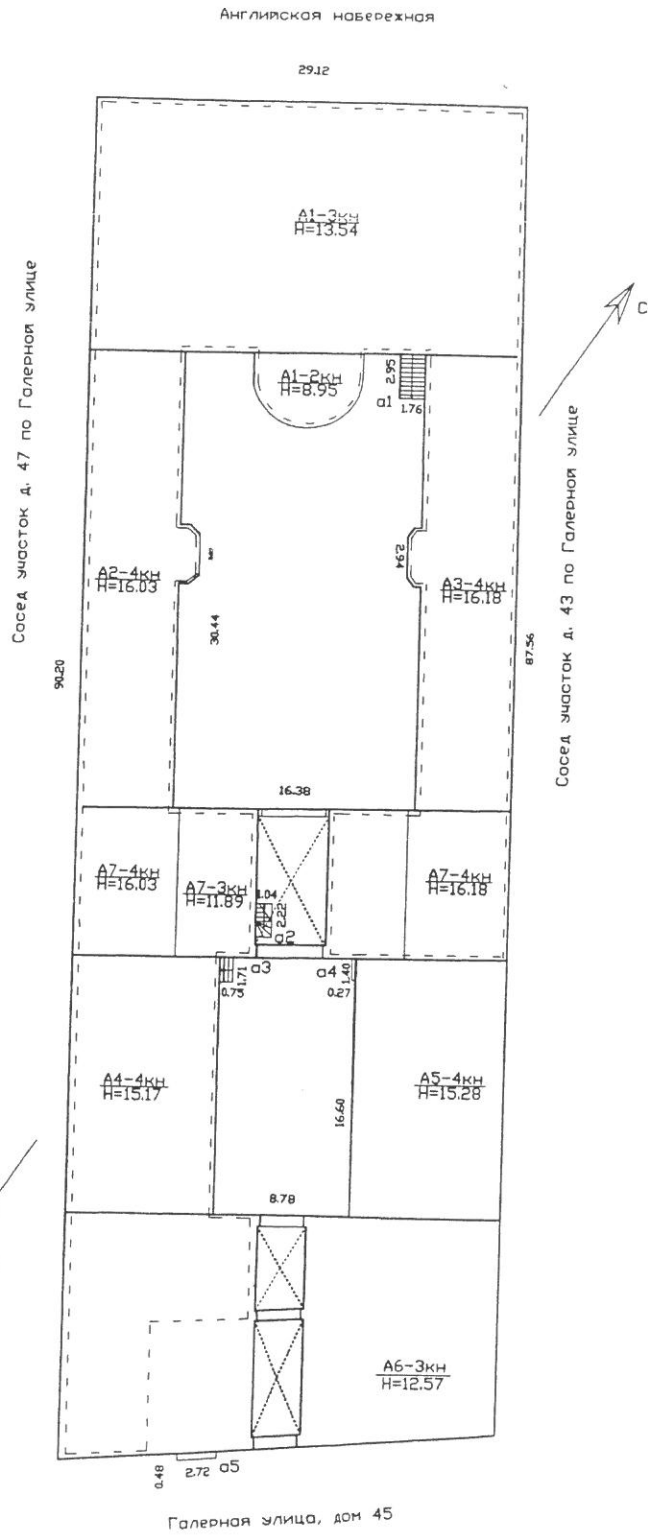 Английская набережная
29.12
А1-3кн
Н=13.54
Сосед участок д. 47 по Галерной улице
С
А1-2кн
Н=8.95
2.95
а1
1.76
Сосед участок д. 43 по Галерной улице
2.94
А2-4кн
Н=16.03
А3-4кн
Н=16.18
30.44
90.20
87.56
16.38
А7-4кн
Н=16.03
А7-3кн
Н=11.89
1.04
2.22
а2
А7-4кн
Н=16.18
а3
1.71
0.75
а4
1.40
0.27
А4-4кн
Н=15.17
А5-4кн
Н=15.28
16.60
8.78
А6-3кн
Н=12.57
0.48
2.72
а5
Галерная улица, дом 45